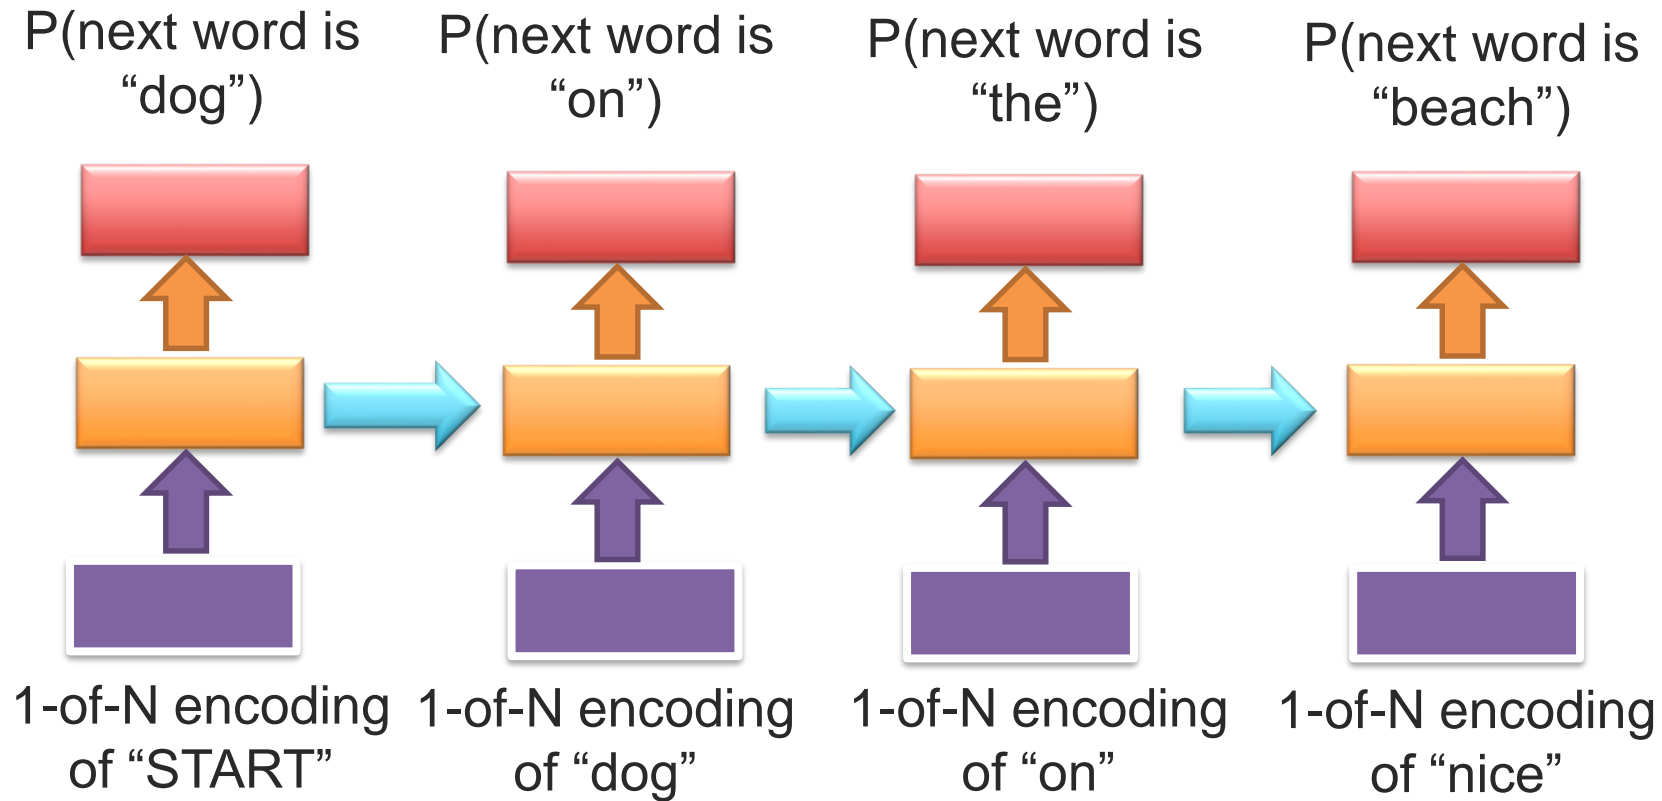 P(next word is
“dog”)
P(next word is
“on”)
P(next word is
“the”)
P(next word is
“beach”)
1-of-N encoding
of “START”
1-of-N encoding
of “dog”
1-of-N encoding
of “on”
1-of-N encoding
of “nice”